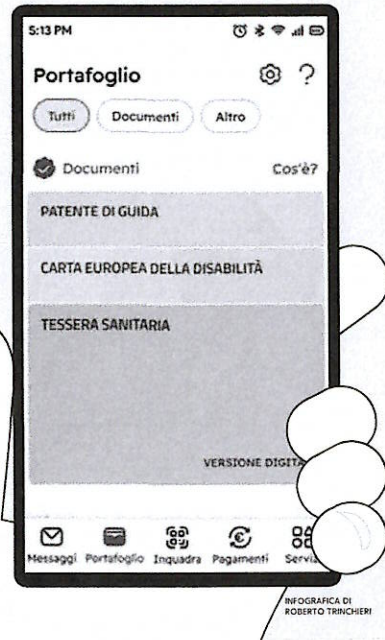 5:13 PM
Portafoglio
?
Tutti Documenti Altro
Documenti Cos'è?
PATENTE DI GUIDA
CARTA EUROPEA DELLA DISABILITÀ
TESSERA SANITARIA
VERSIONE DIGITA
Messaggi Portafoglio Inquadra Pagamenti Serviz
INFOGRAFICA DI
ROBERTO TRINCHIERI